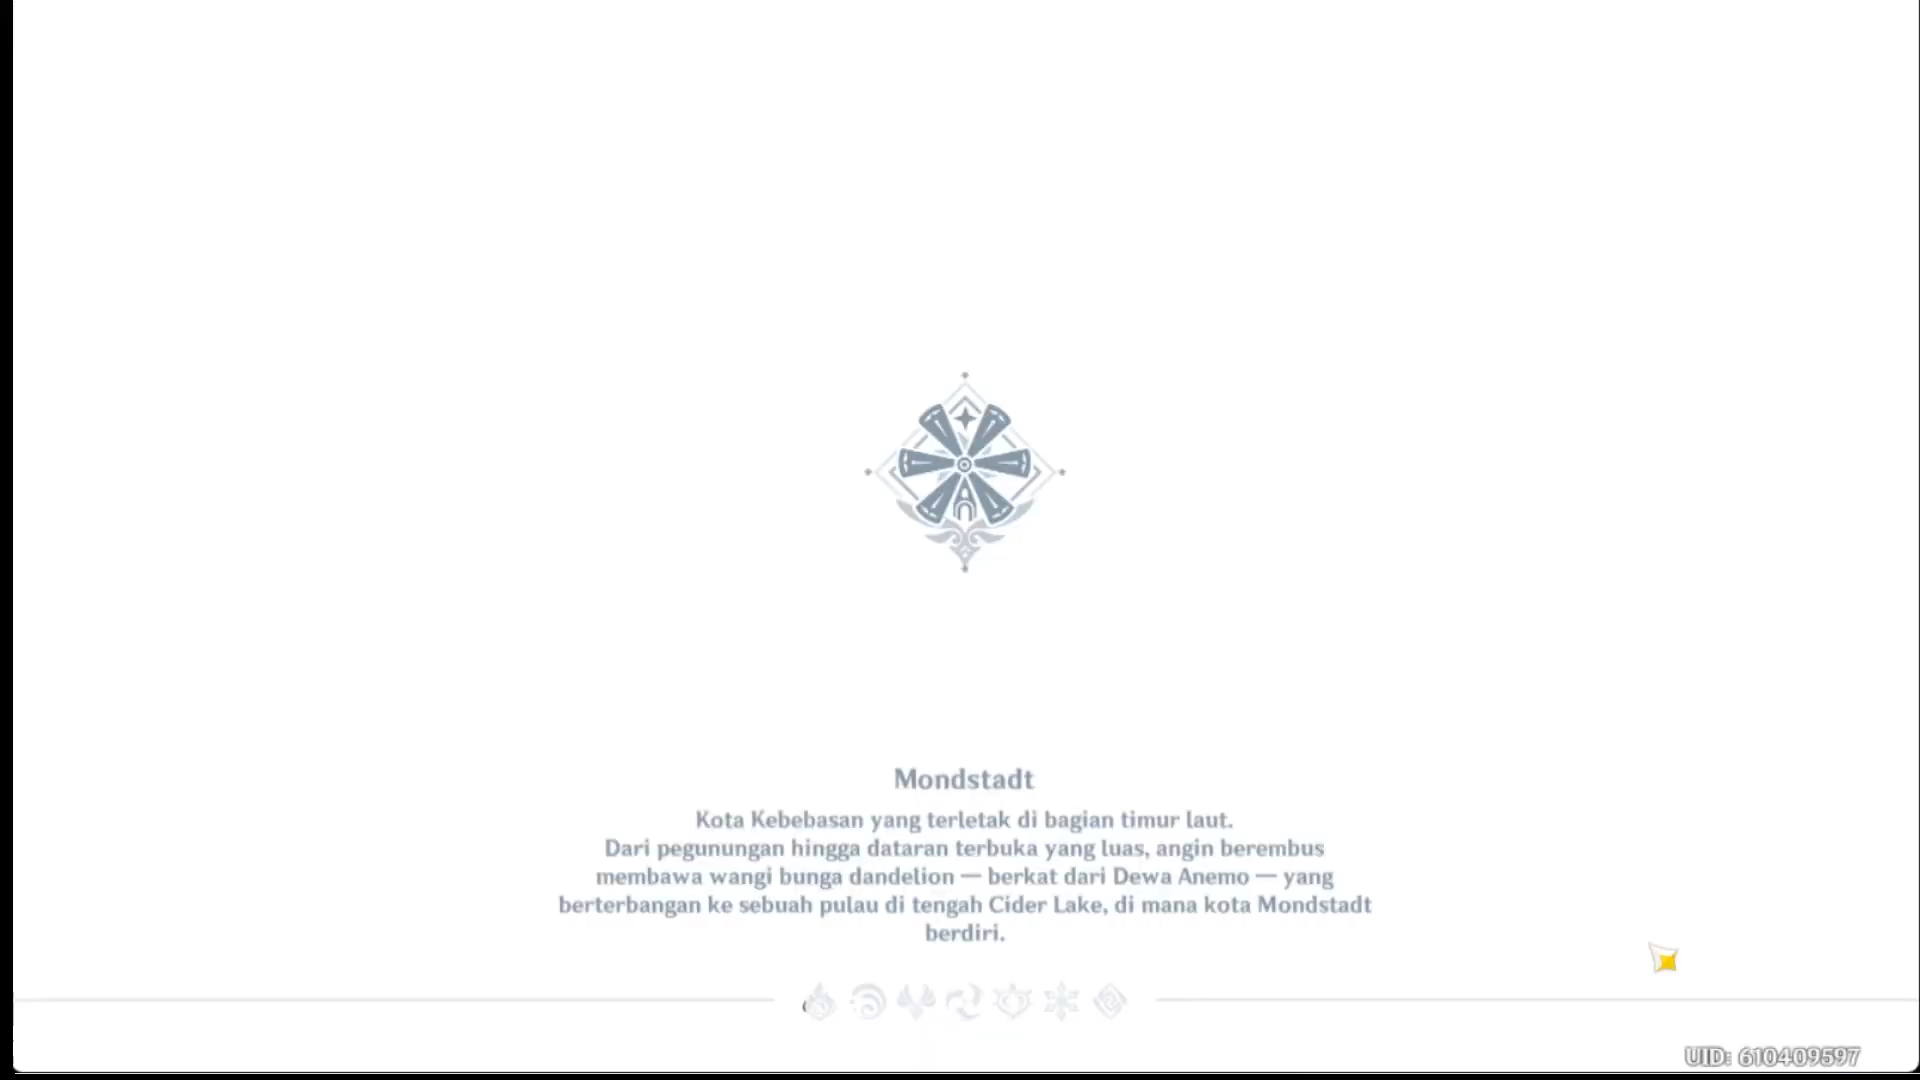 Mondstadt
Kota Kebebasan yang terletak di bagian timur laut.
Dari pegunungan hingga dataran terbuka yang luas, angin berembus
membawa wangi bunga dandelion — berkat dari Dewa Anemo — yang
berterbangan ke sebuah pulau di tengah Cider Lake, di mana kota Mondstadt
berdiri.
UID: 610409597